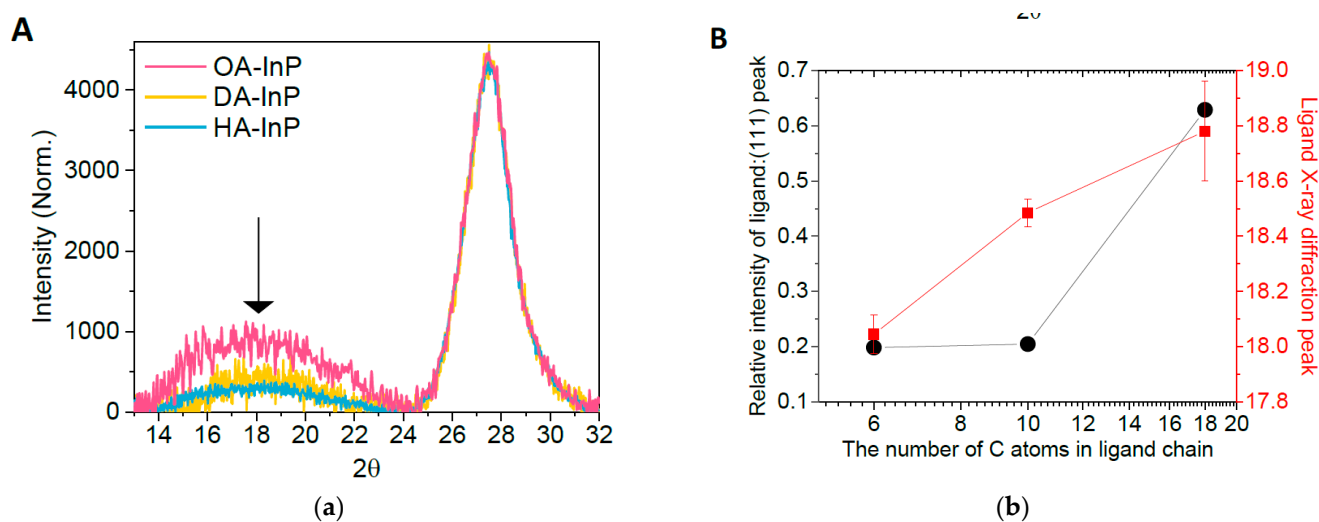 A
OA-InP
DA-InP
HA-InP
Intensity (Norm.)
4000
3000
2000
1000
0
14 16 18 20 22 24 26 28 30 32
2θ
(a)
2θ
B
Relative intensity of ligand:(111) peak
0.7
0.6
0.5
0.4
0.3
0.2
0.1
19.0
18.8
18.6
18.4
18.2
18.0
17.8
Ligand X-ray diffraction peak
6 8 10 12 14 16 18 20
The number of C atoms in ligand chain
(b)